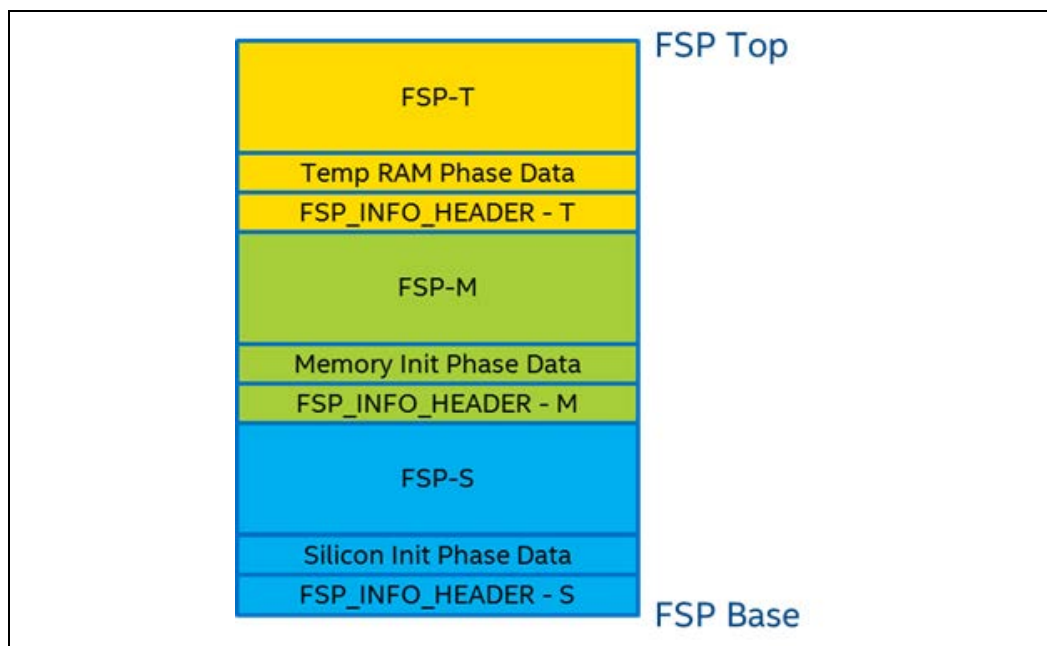 FSP Top
FSP-T
Temp RAM Phase Data
FSP_INFO_HEADER - T
FSP-M
Memory Init Phase Data
FSP_INFO_HEADER - M
FSP-S
Silicon Init Phase Data
FSP_INFO_HEADER - S
FSP Base